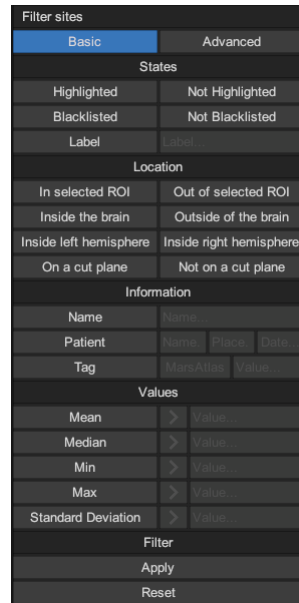 Filter sites
Basic Advanced
States
Highlighted Not Highlighted
Blacklisted Not Blacklisted
Label Label...
Location
In selected ROI Out of selected ROI
Inside the brain Outside of the brain
Inside left hemisphere Inside right hemisphere
On a cut plane Not on a cut plane
Information
Name Name...
Patient Name. Place. Date...
Tag MarsAtlas Value...
Values
Mean > Value...
Median > Value...
Min > Value...
Max > Value...
Standard Deviation > Value...
Filter
Apply
Reset